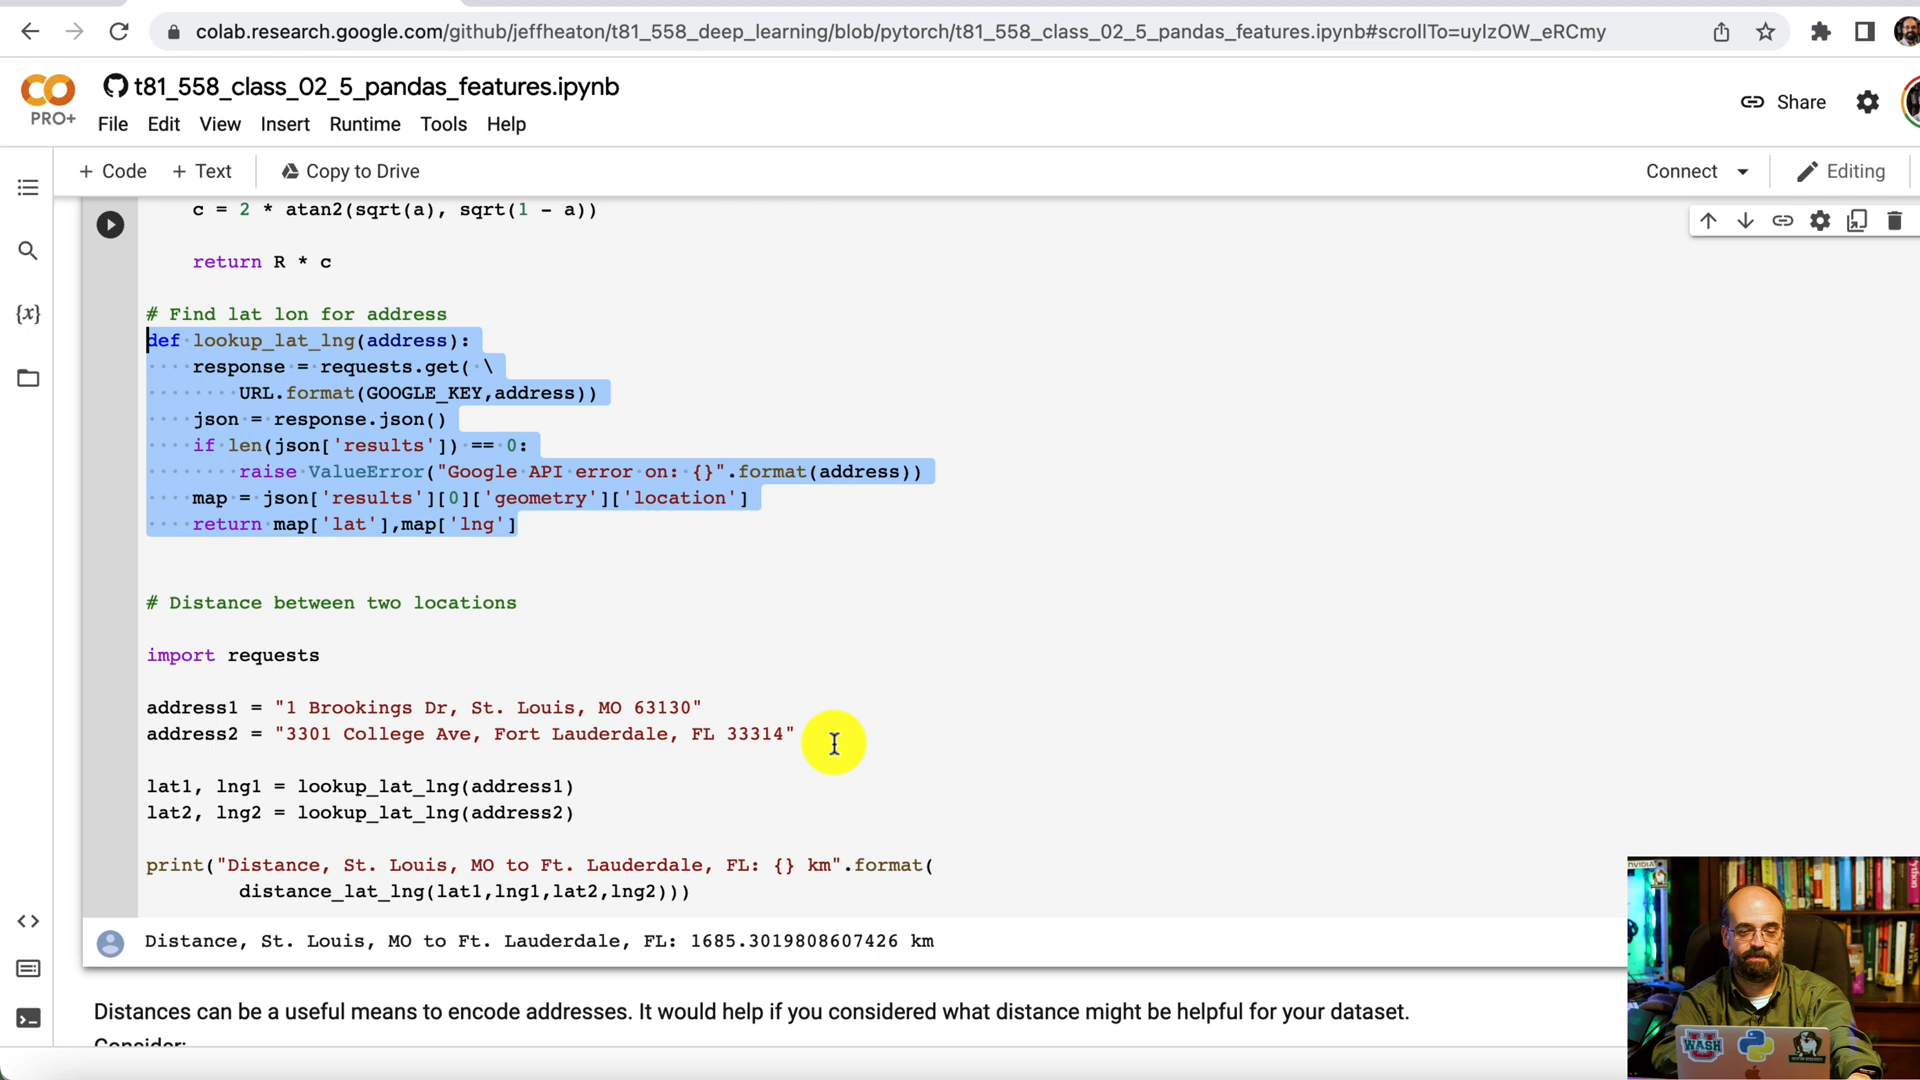 colab.research.google.com/github/jeffheaton/t81_558_deep_learning/blob/pytorch/t81_558_class_02_5_pandas_features.ipynb#scrollTo=uylzOW_eRCmy
t81_558_class_02_5_pandas_features.ipynb
PRO+
File Edit View Insert Runtime Tools Help
Share
+ Code + Text Copy to Drive
Connect
Editing
c = 2 * atan2(sqrt(a), sqrt(1 - a))
return R * c
# Find lat lon for address
def lookup_lat_lng(address):
response = requests.get( \
URL.format(GOOGLE_KEY,address))
json = response.json()
if len(json['results']) == 0:
raise ValueError("Google API error on: {}".format(address))
map = json['results'][0]['geometry']['location']
return map['lat'],map['lng']
# Distance between two locations
import requests
address1 = "1 Brookings Dr, St. Louis, MO 63130"
address2 = "3301 College Ave, Fort Lauderdale, FL 33314"
lat1, lng1 = lookup_lat_lng(address1)
lat2, lng2 = lookup_lat_lng(address2)
print("Distance, St. Louis, MO to Ft. Lauderdale, FL: {} km".format(
distance_lat_lng(lat1,lng1,lat2,lng2)))
Distance, St. Louis, MO to Ft. Lauderdale, FL: 1685.3019808607426 km
Distances can be a useful means to encode addresses. It would help if you considered what distance might be helpful for your dataset.
Consider:
{x}
NVIDIA
WASH